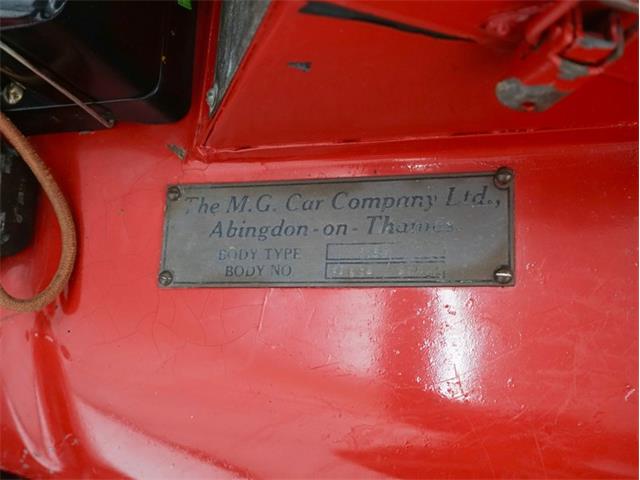 The M.G. Car Company Ltd.,
Abingdon-on-Thames
BODY TYPE
BODY NO